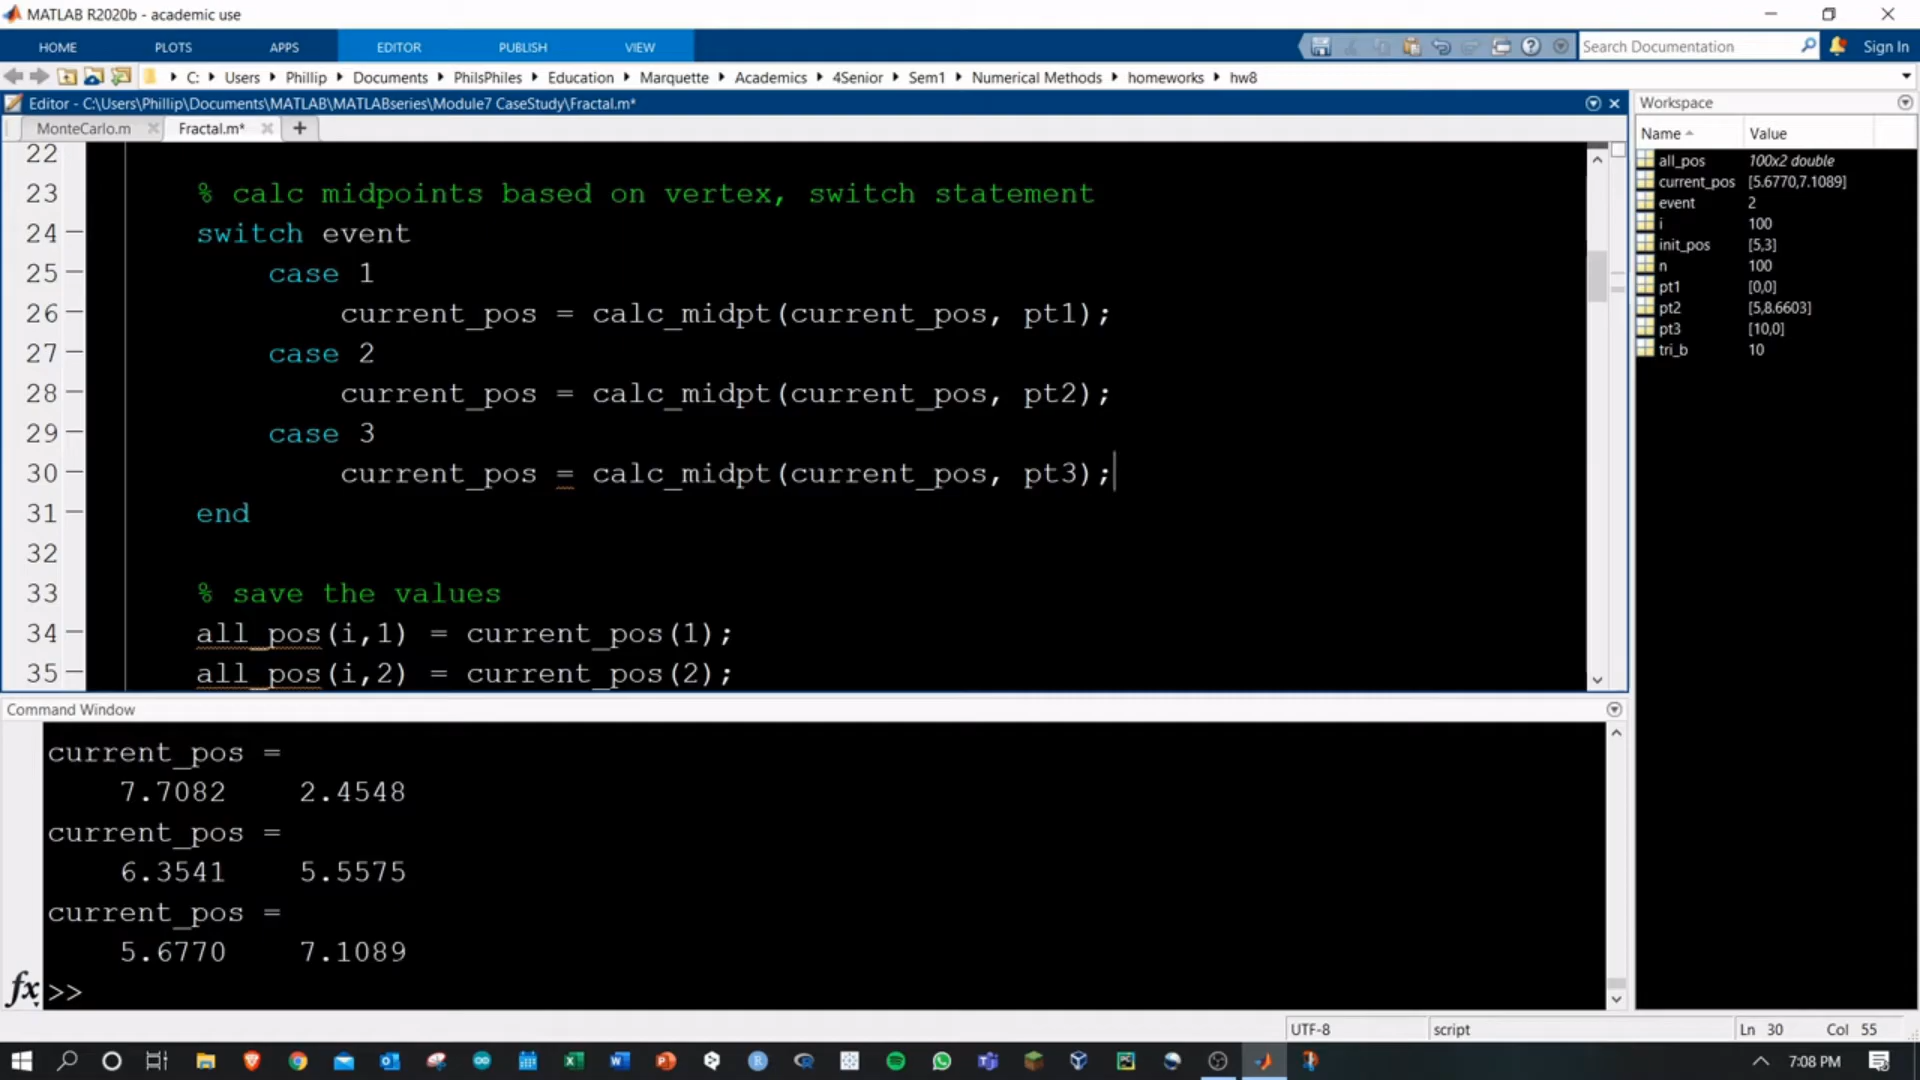 MATLAB R2020b - academic use
HOME PLOTS APPS EDITOR PUBLISH VIEW Search Documentation Sign In
C: Users Phillip Documents PhilsPhiles Education Marquette Academics 4Senior Sem1 Numerical Methods homeworks hw8
Editor - C:\Users\Phillip\Documents\MATLAB\MATLABseries\Module7 CaseStudy\Fractal.m*
MonteCarlo.m Fractal.m* +
22
23 % calc midpoints based on vertex, switch statement
24 switch event
25 case 1
26 current_pos = calc_midpt(current_pos, pt1);
27 case 2
28 current_pos = calc_midpt(current_pos, pt2);
29 case 3
30 current_pos = calc_midpt(current_pos, pt3);
31 end
32
33 % save the values
34 all_pos(i,1) = current_pos(1);
35 all_pos(i,2) = current_pos(2);
Command Window
current_pos =
7.7082 2.4548
current_pos =
6.3541 5.5575
current_pos =
5.6770 7.1089
fx >>
Workspace
Name Value
all_pos 100x2 double
current_pos [5.6770,7.1089]
event 2
i 100
init_pos [5,3]
n 100
pt1 [0,0]
pt2 [5,8.6603]
pt3 [10,0]
tri_b 10
UTF-8 script Ln 30 Col 55
7:08 PM